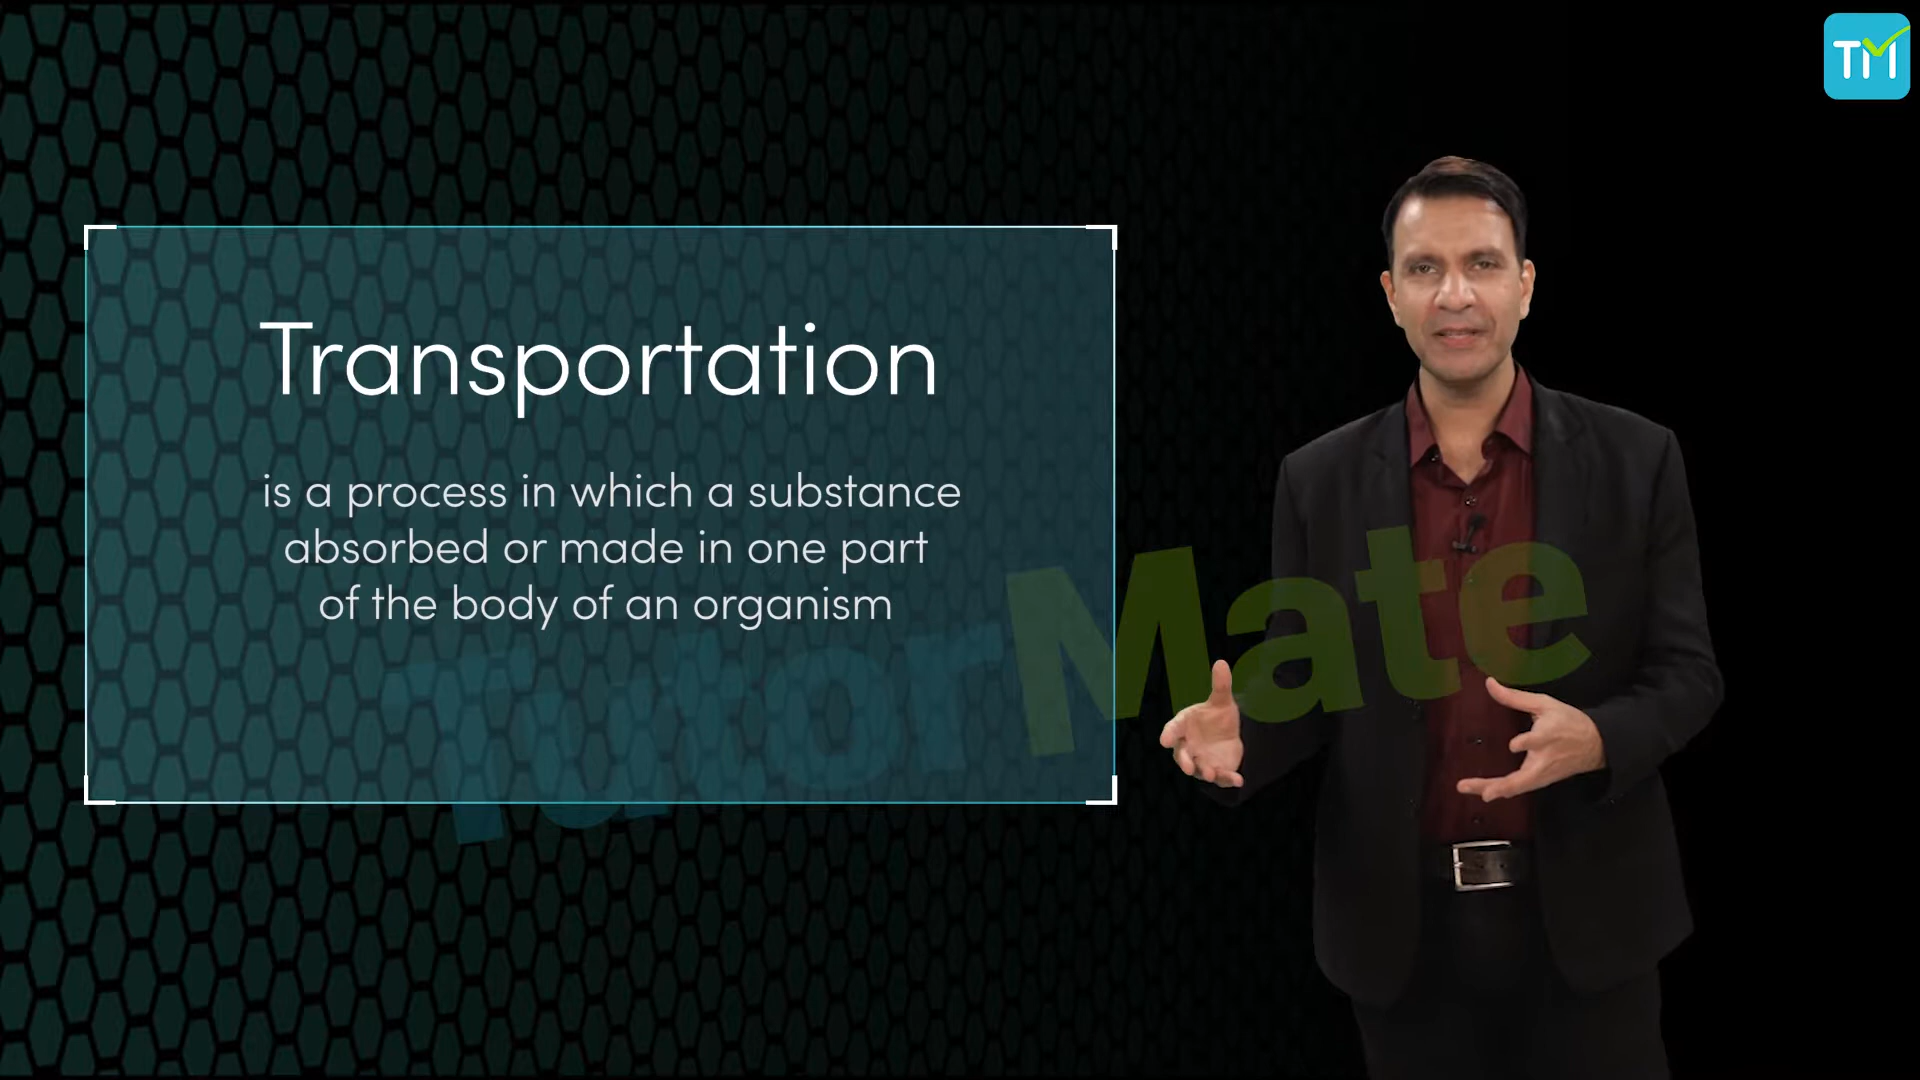 TM
Transportation
is a process in which a substance
absorbed or made in one part
of the body of an organism
TutorMate